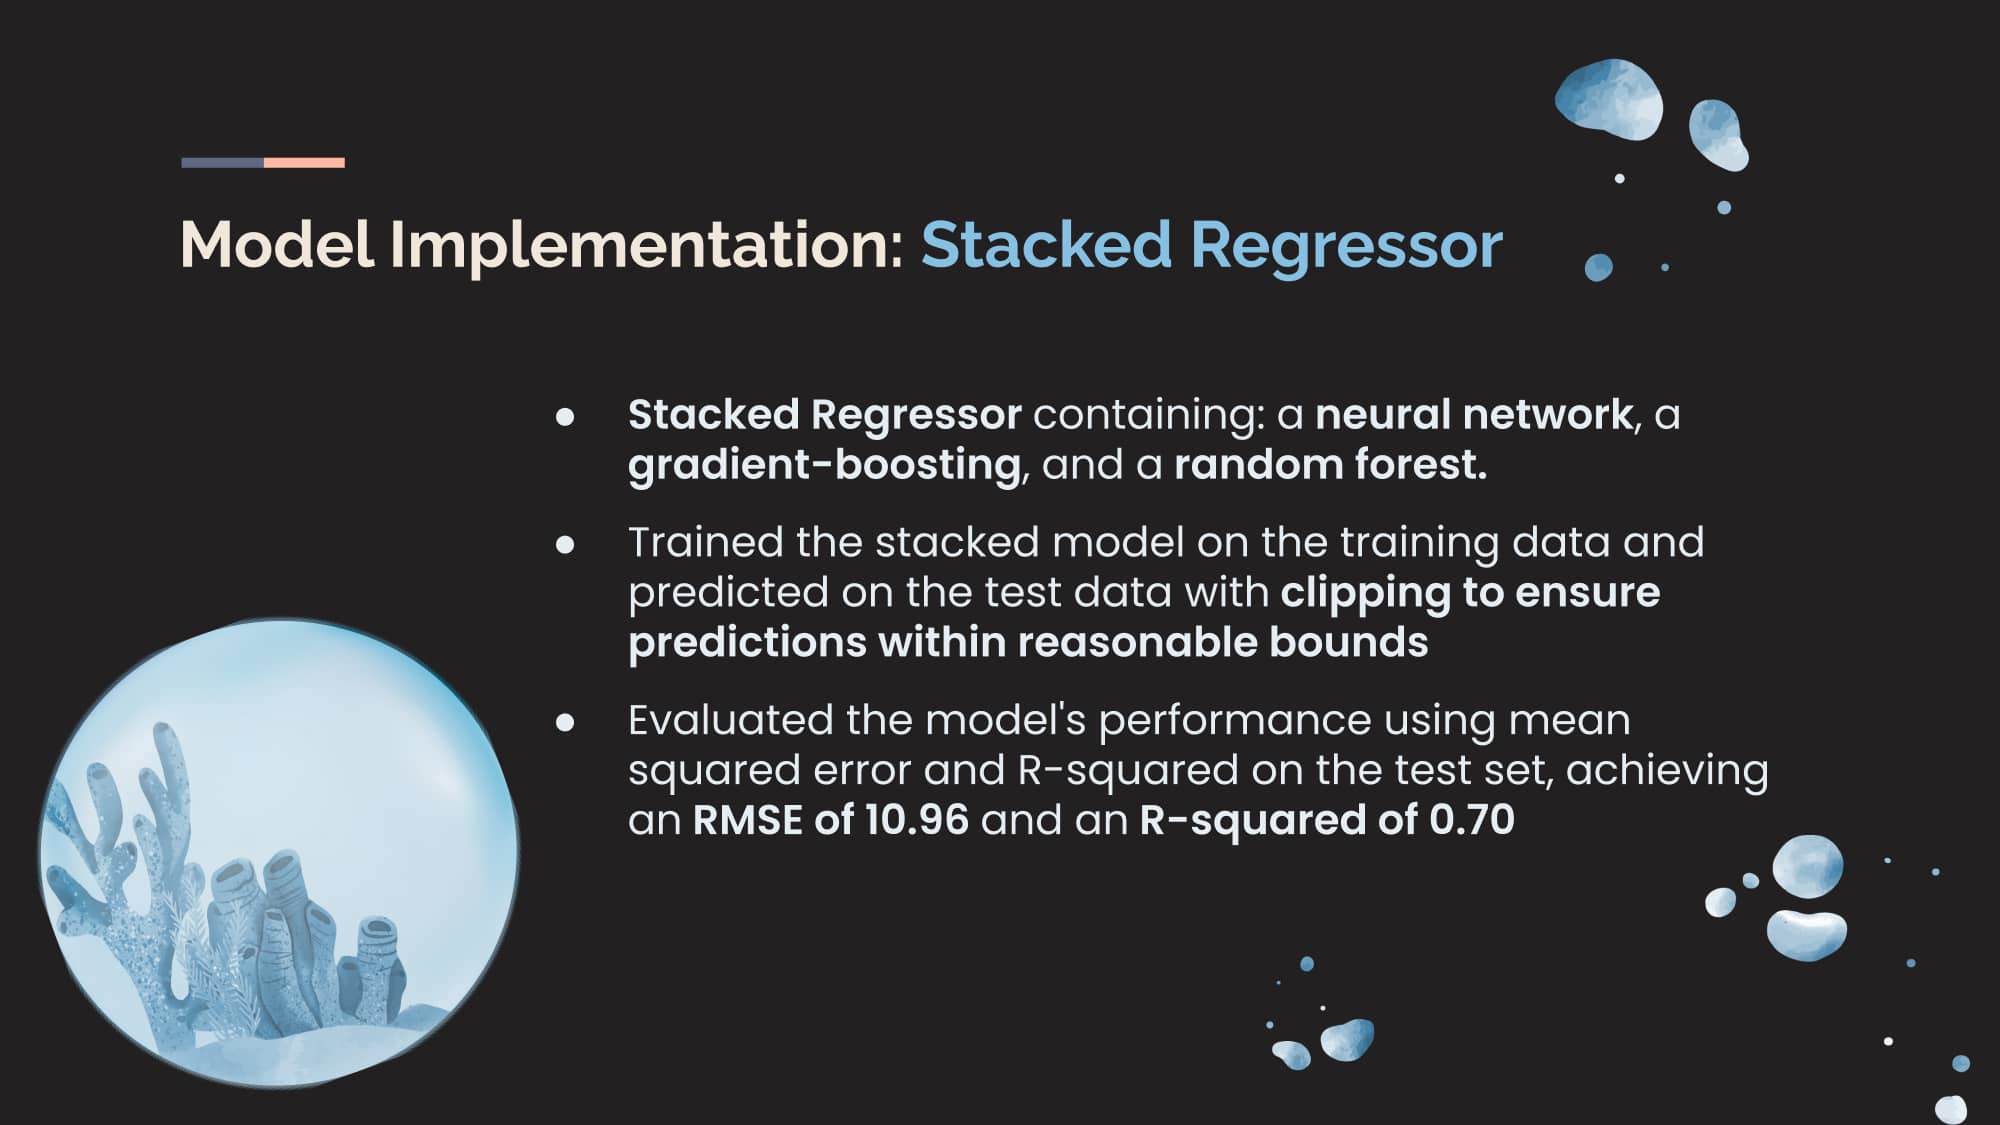 Model Implementation: Stacked Regressor
● Stacked Regressor containing: a neural network, a
gradient-boosting, and a random forest.
● Trained the stacked model on the training data and
predicted on the test data with clipping to ensure
predictions within reasonable bounds
● Evaluated the model's performance using mean
squared error and R-squared on the test set, achieving
an RMSE of 10.96 and an R-squared of 0.70